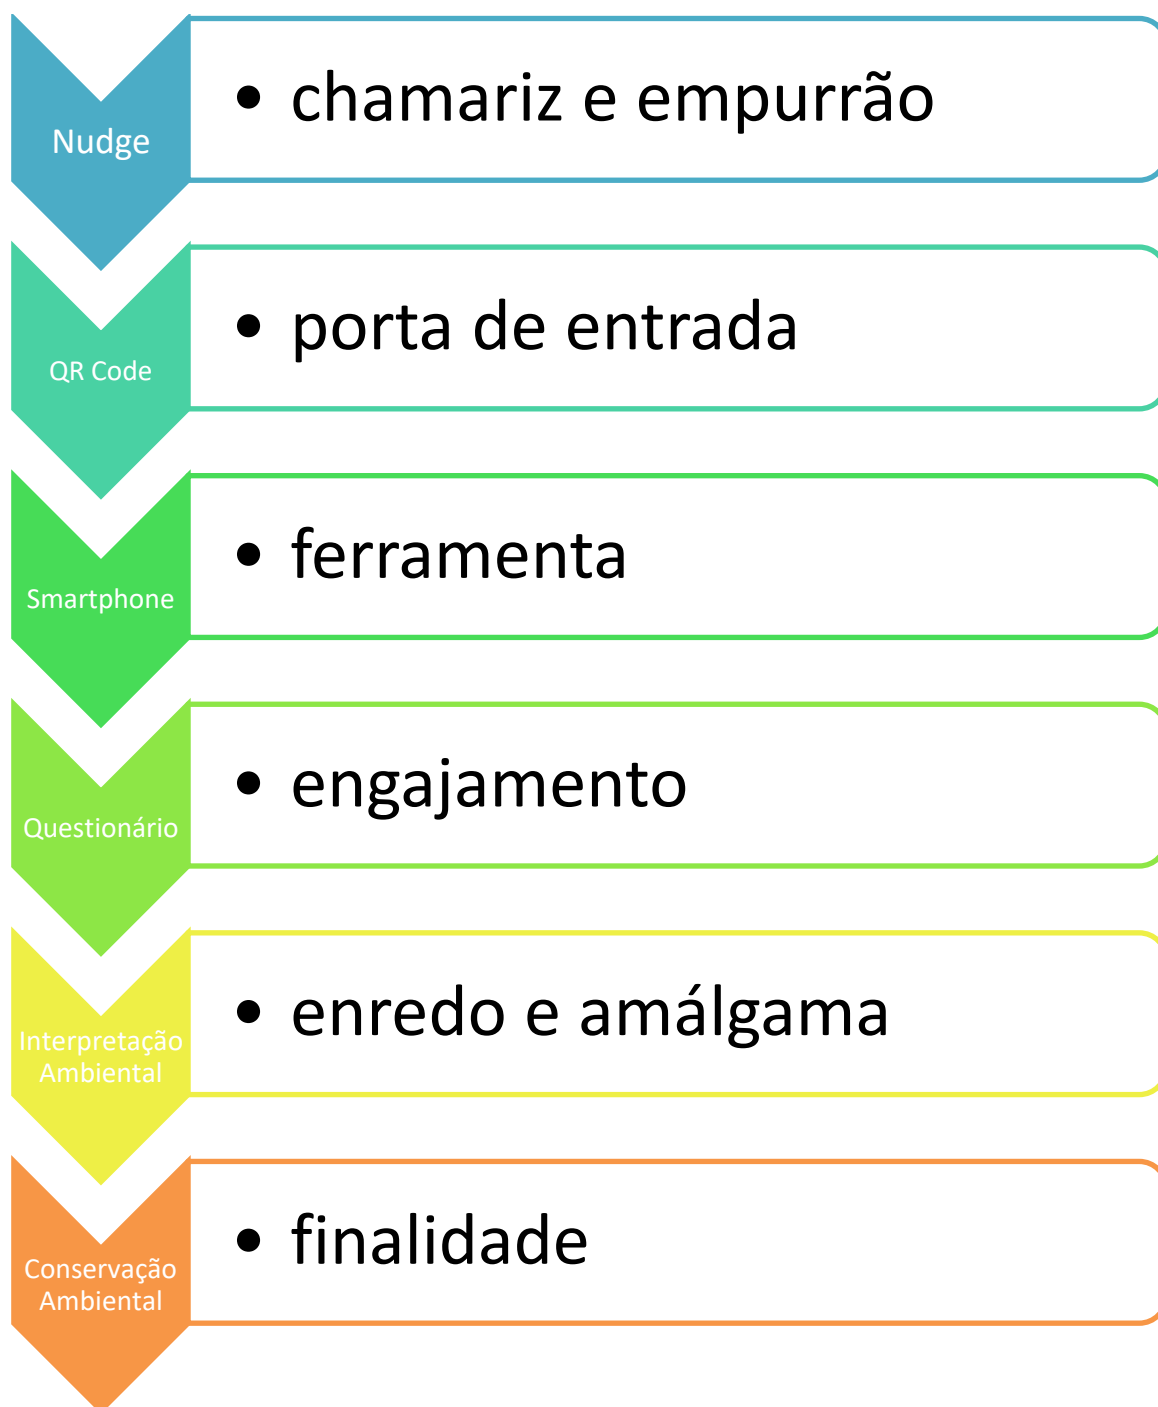 Nudge
• chamariz e empurrão
QR Code
• porta de entrada
Smartphone
• ferramenta
Questionário
• engajamento
Interpretação
Ambiental
• enredo e amálgama
Conservação
Ambiental
• finalidade